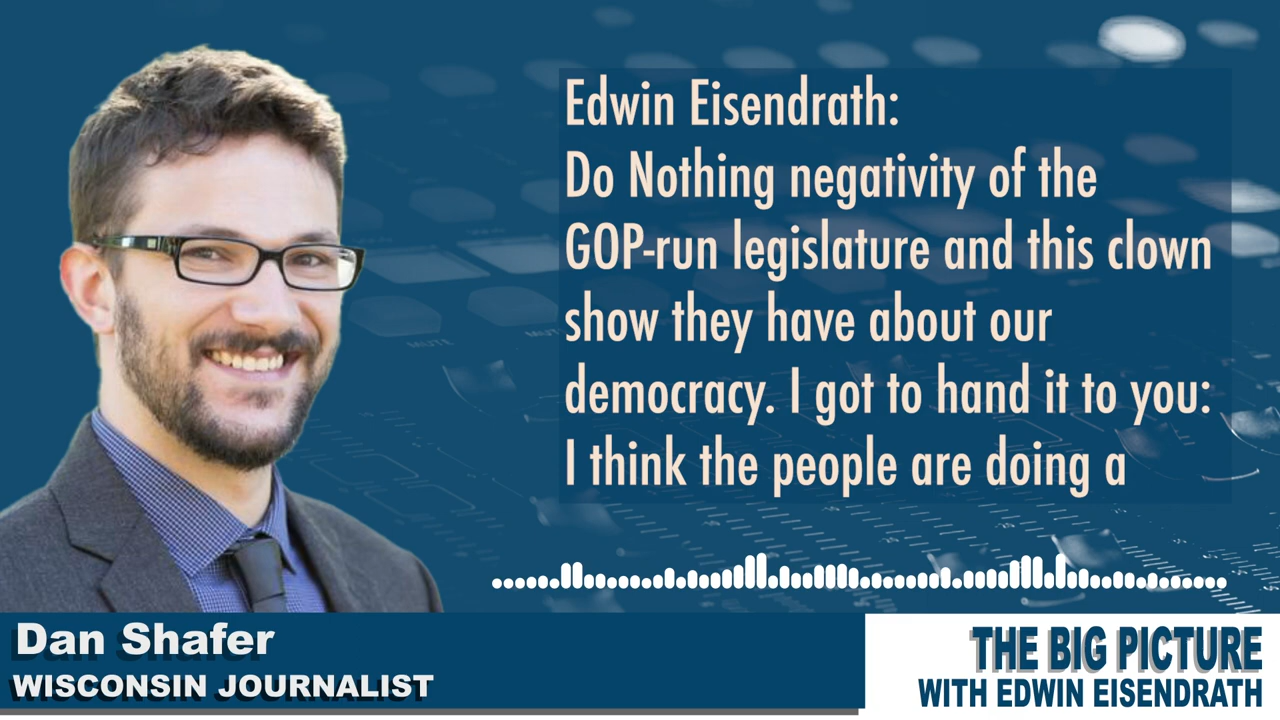 Edwin Eisendrath:
Do Nothing negativity of the
GOP-run legislature and this clown
show they have about our
democracy. I got to hand it to you:
I think the people are doing a
MUTE
MUT
Dan Shafer
WISCONSIN JOURNALIST
THE BIG PICTURE
WITH EDWIN EISENDRATH